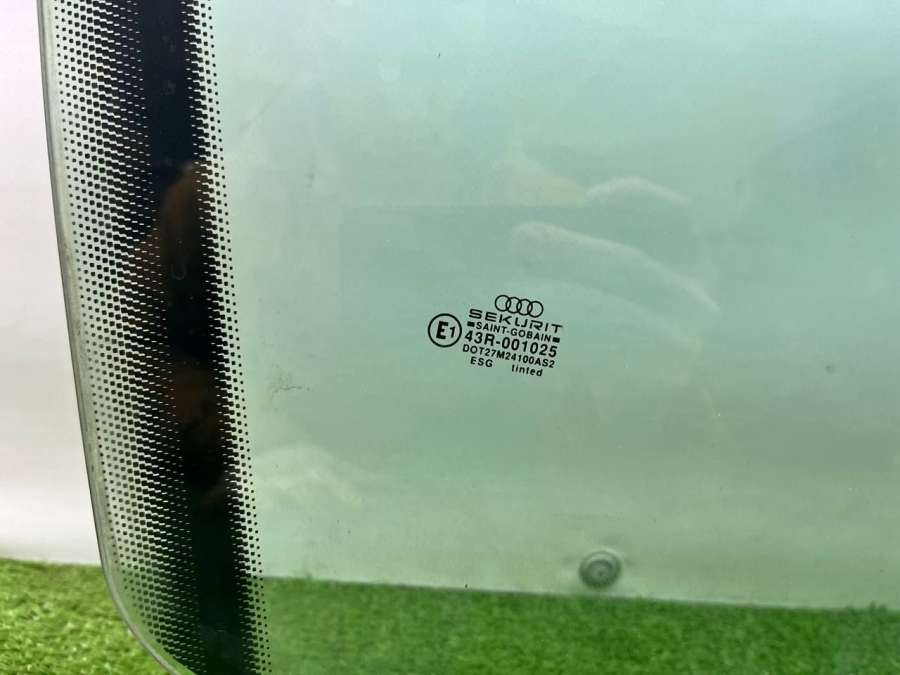 SEKURIT
SAINT-GOBAIN
E1
43R-001025
DOT27M24100AS2
ESG tinted